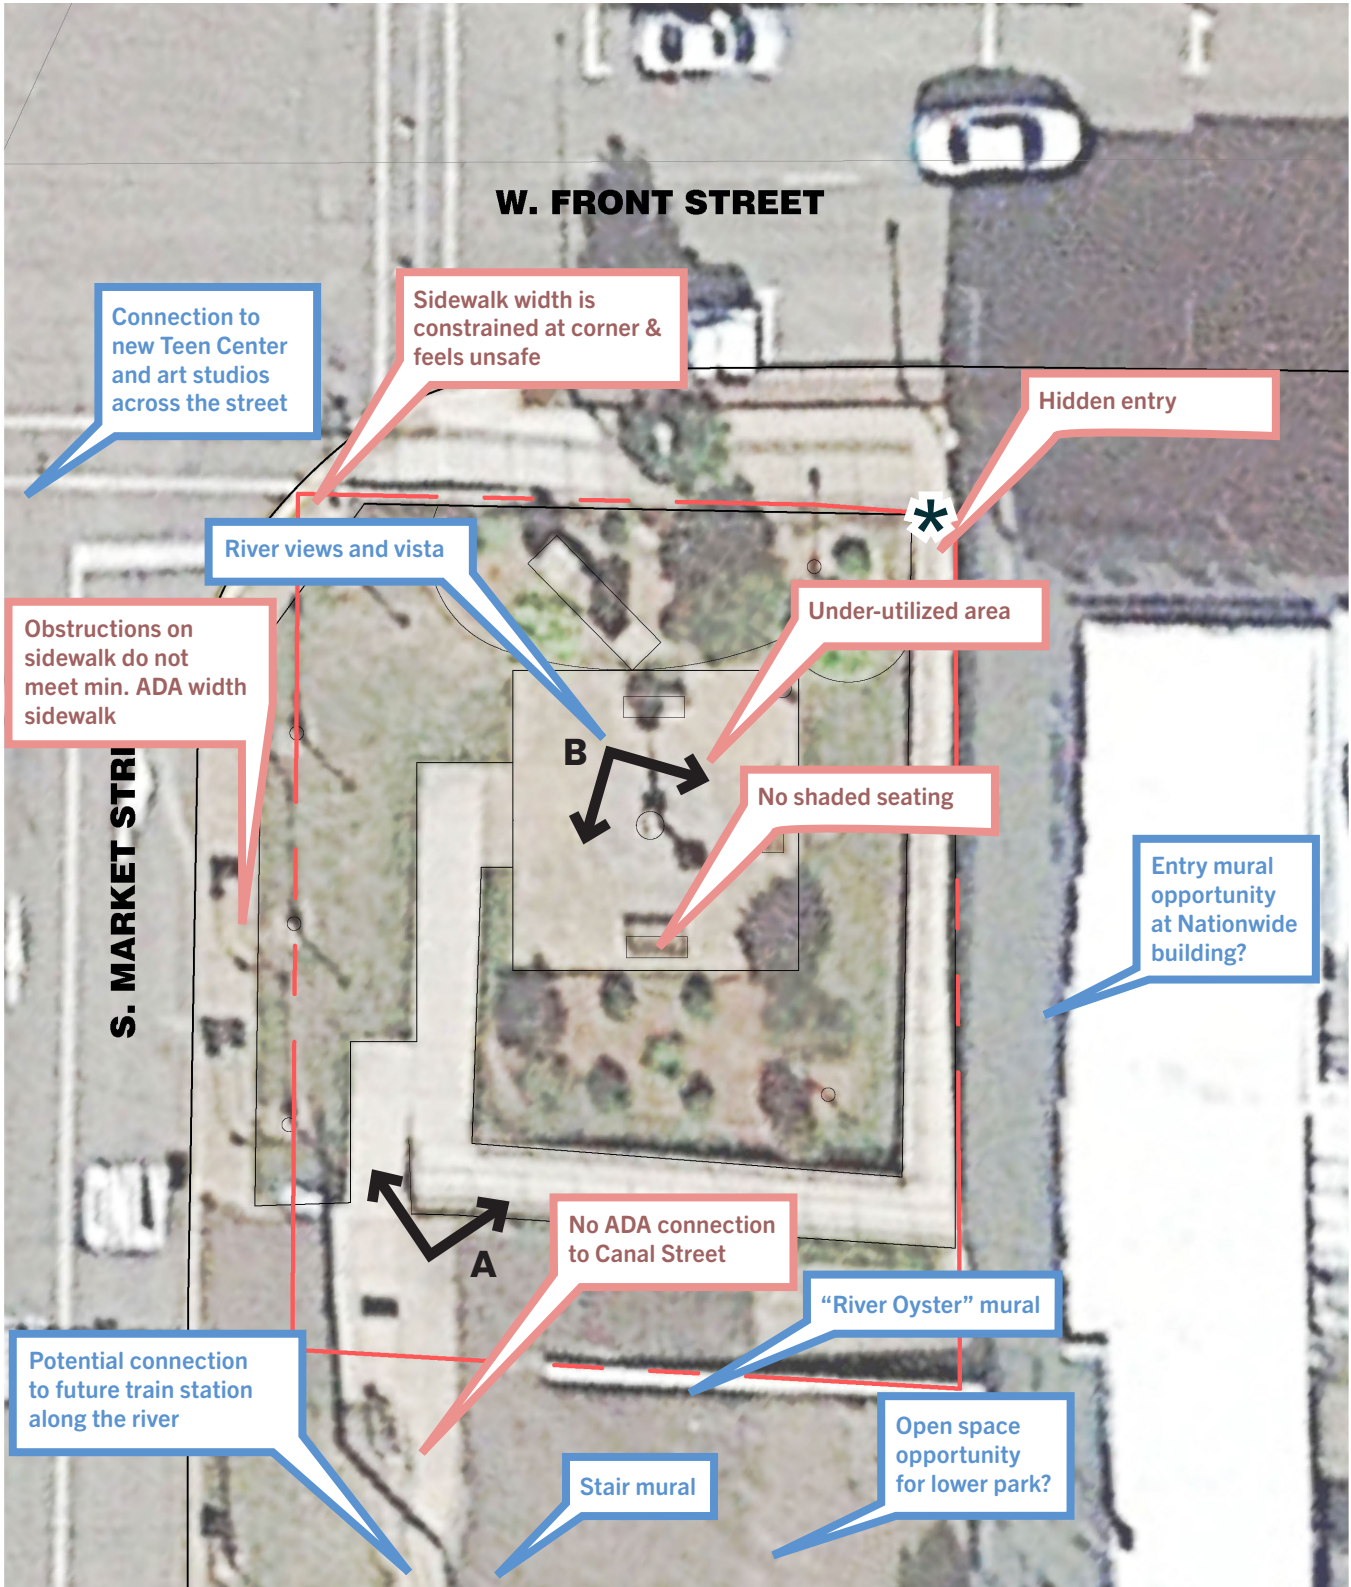 W. FRONT STREET
Connection to
new Teen Center
and art studios
across the street
Sidewalk width is
constrained at corner &
feels unsafe
Hidden entry
*
River views and vista
Under-utilized area
Obstructions on
sidewalk do not
meet min. ADA width
sidewalk
B
No shaded seating
S. MARKET STRE
Entry mural
opportunity
at Nationwide
building?
A
No ADA connection
to Canal Street
“River Oyster” mural
Potential connection
to future train station
along the river
Open space
opportunity
for lower park?
Stair mural